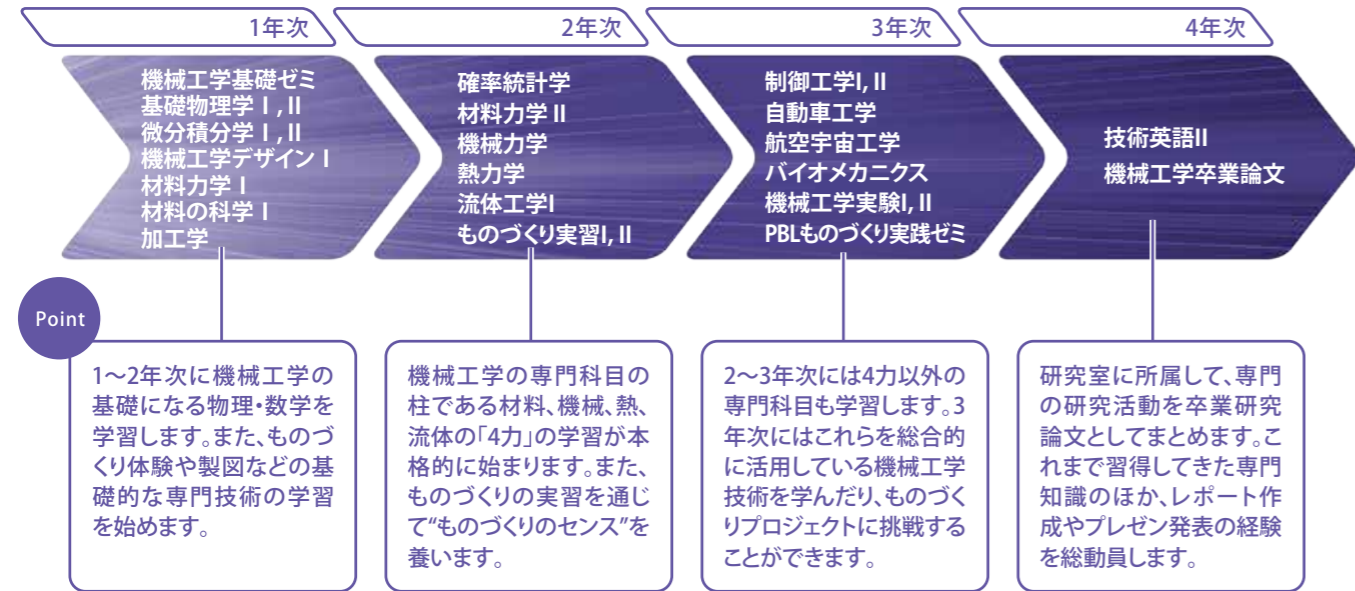 1年次
機械工学基礎ゼミ
基礎物理学Ⅰ,Ⅱ
微分積分学Ⅰ,Ⅱ
機械工学デザインⅠ
材料力学Ⅰ
材料の科学Ⅰ
加工学
2年次
確率統計学
材料力学Ⅱ
機械力学
熱力学
流体工学Ⅰ
ものづくり実習Ⅰ,Ⅱ
3年次
制御工学Ⅰ,Ⅱ
自動車工学
航空宇宙工学
バイオメカニクス
機械工学実験Ⅰ,Ⅱ
PBLものづくり実践ゼミ
4年次
技術英語Ⅱ
機械工学卒業論文
Point
1〜2年次に機械工学の
基礎になる物理・数学を
学習します。また、ものづ
くり体験や製図などの基
礎的な専門技術の学習
を始めます。
機械工学の専門科目の
柱である材料、機械、熱、
流体の「4力」の学習が本
格的に始まります。また、
ものづくりの実習を通じ
て“ものづくりのセンス”を
養います。
2〜3年次には4力以外の
専門科目も学習します。3
年次にはこれらを総合的
に活用している機械工学
技術を学んだり、ものづく
りプロジェクトに挑戦する
ことができます。
研究室に所属して、専門
の研究活動を卒業研究
論文としてまとめます。こ
れまで習得してきた専門
知識のほか、レポート作
成やプレゼン発表の経験
を総動員します。